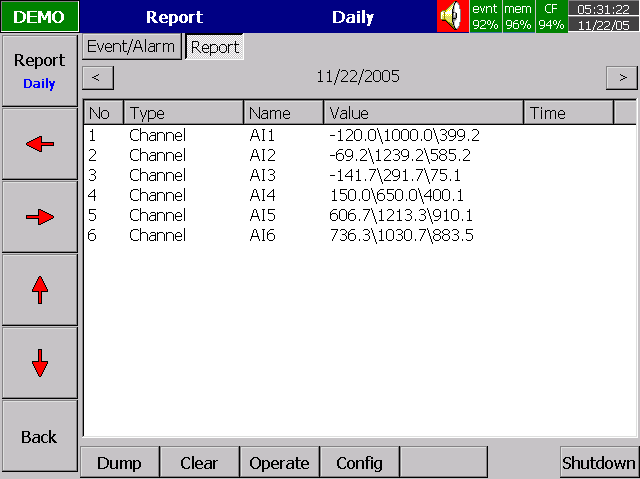 DEMO Report Daily evnt 92% mem 96% CF 94% 05:31:22 11/22/05
Report
Daily
Event/Alarm Report
< 11/22/2005 >
No Type Name Value Time
1 Channel AI1 -120.0\1000.0\399.2
2 Channel AI2 -69.2\1239.2\585.2
3 Channel AI3 -141.7\291.7\75.1
4 Channel AI4 150.0\650.0\400.1
5 Channel AI5 606.7\1213.3\910.1
6 Channel AI6 736.3\1030.7\883.5
Back
Dump Clear Operate Config Shutdown